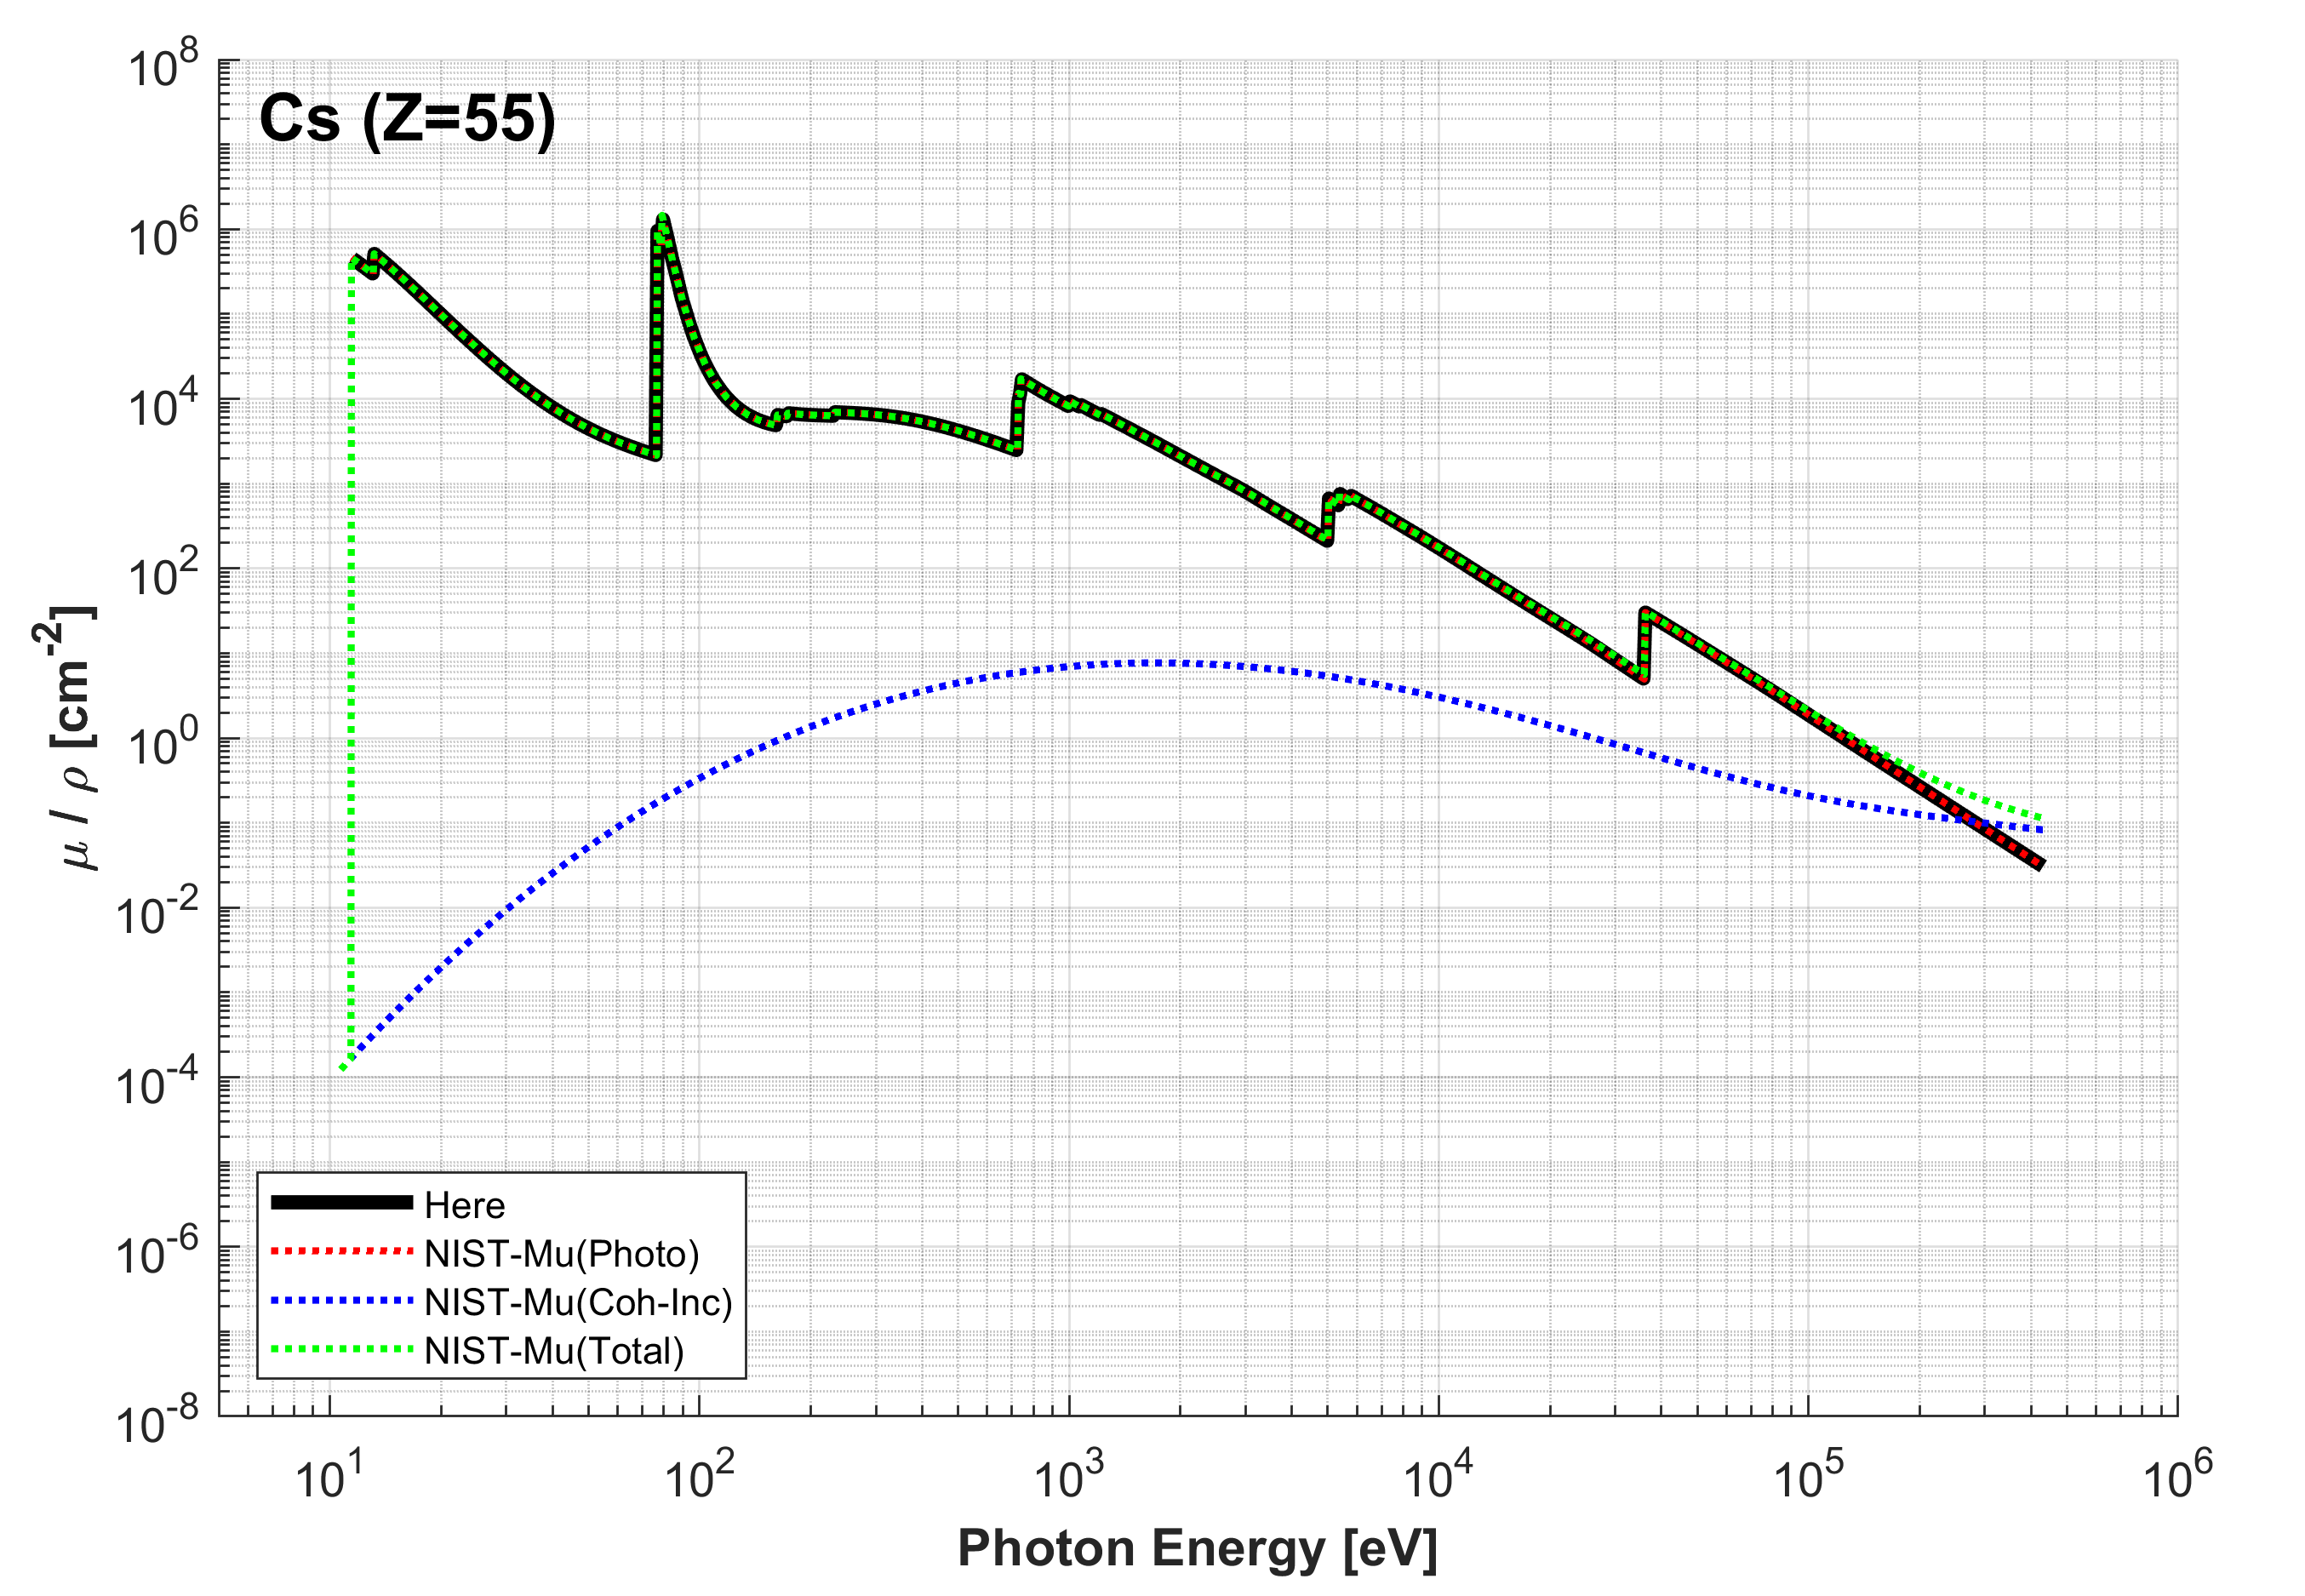 Cs (Z=55)
10^8
10^6
10^4
10^2
10^0
10^-2
10^-4
10^-6
10^-8
μ / ρ [cm^-2]
Here
NIST-Mu(Photo)
NIST-Mu(Coh-Inc)
NIST-Mu(Total)
10^1 10^2 10^3 10^4 10^5 10^6
Photon Energy [eV]